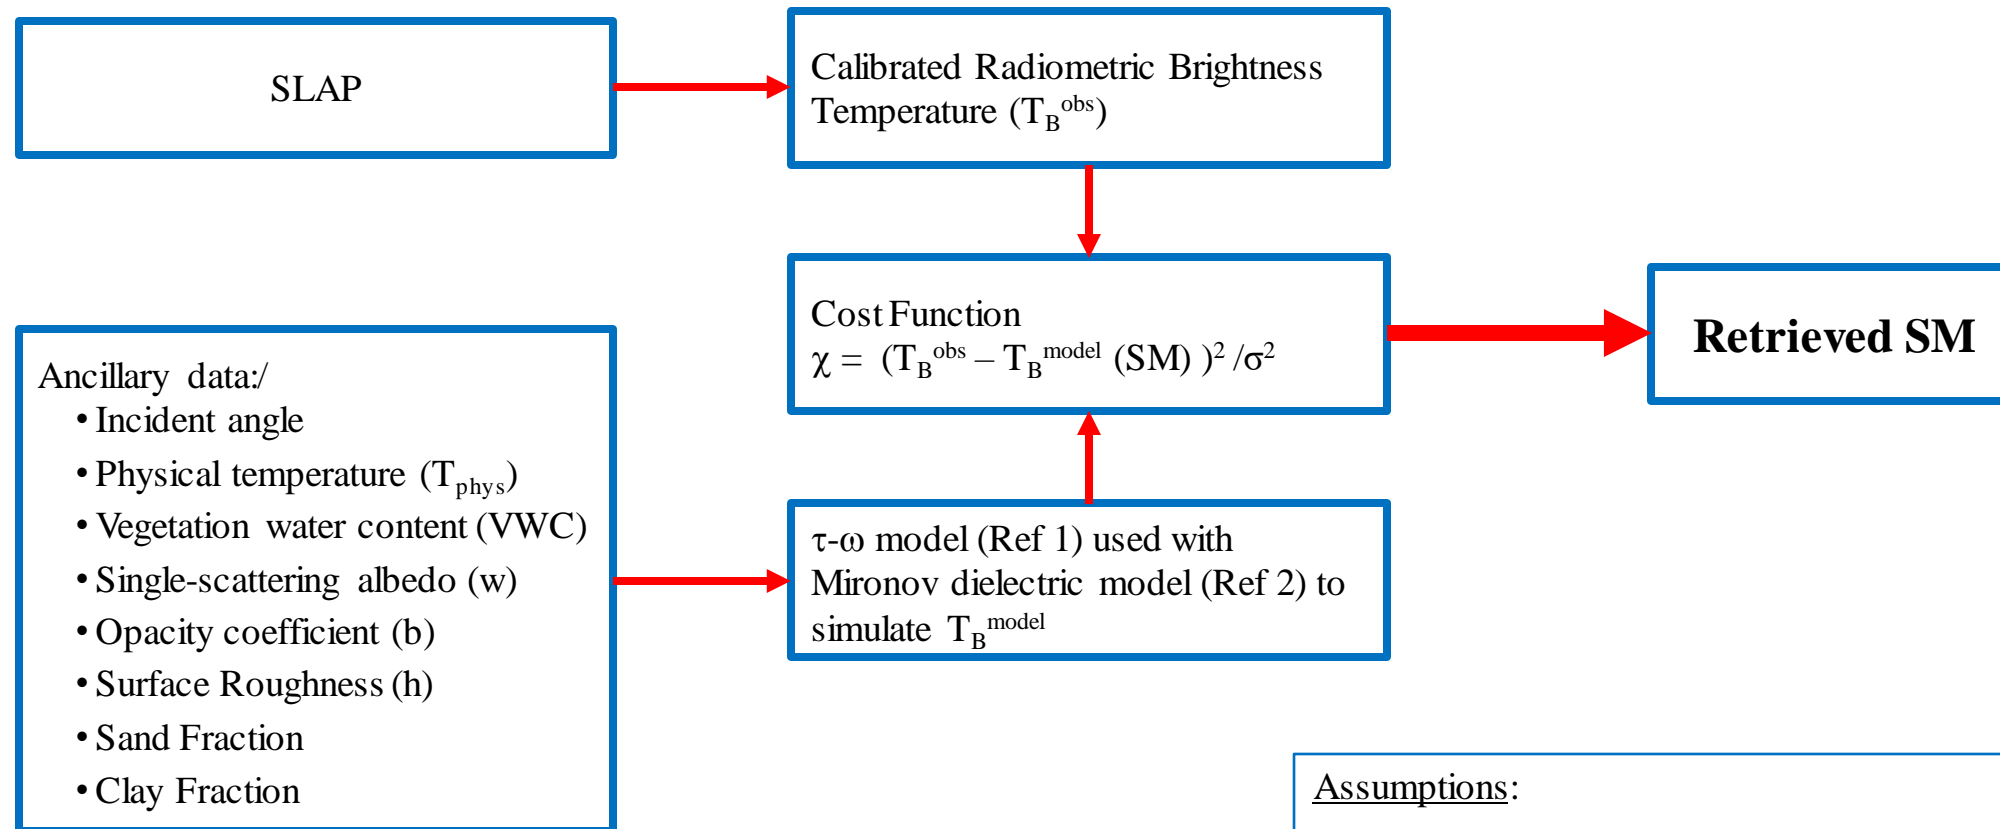 SLAP
Calibrated Radiometric Brightness
Temperature (T_B^obs)
Cost Function
χ = (T_B^obs – T_B^model (SM) )^2 /σ^2
Retrieved SM
Ancillary data:/
• Incident angle
• Physical temperature (T_phys)
• Vegetation water content (VWC)
• Single-scattering albedo (w)
• Opacity coefficient (b)
• Surface Roughness (h)
• Sand Fraction
• Clay Fraction
τ-ω model (Ref 1) used with
Mironov dielectric model (Ref 2) to
simulate T_B^model
Assumptions: